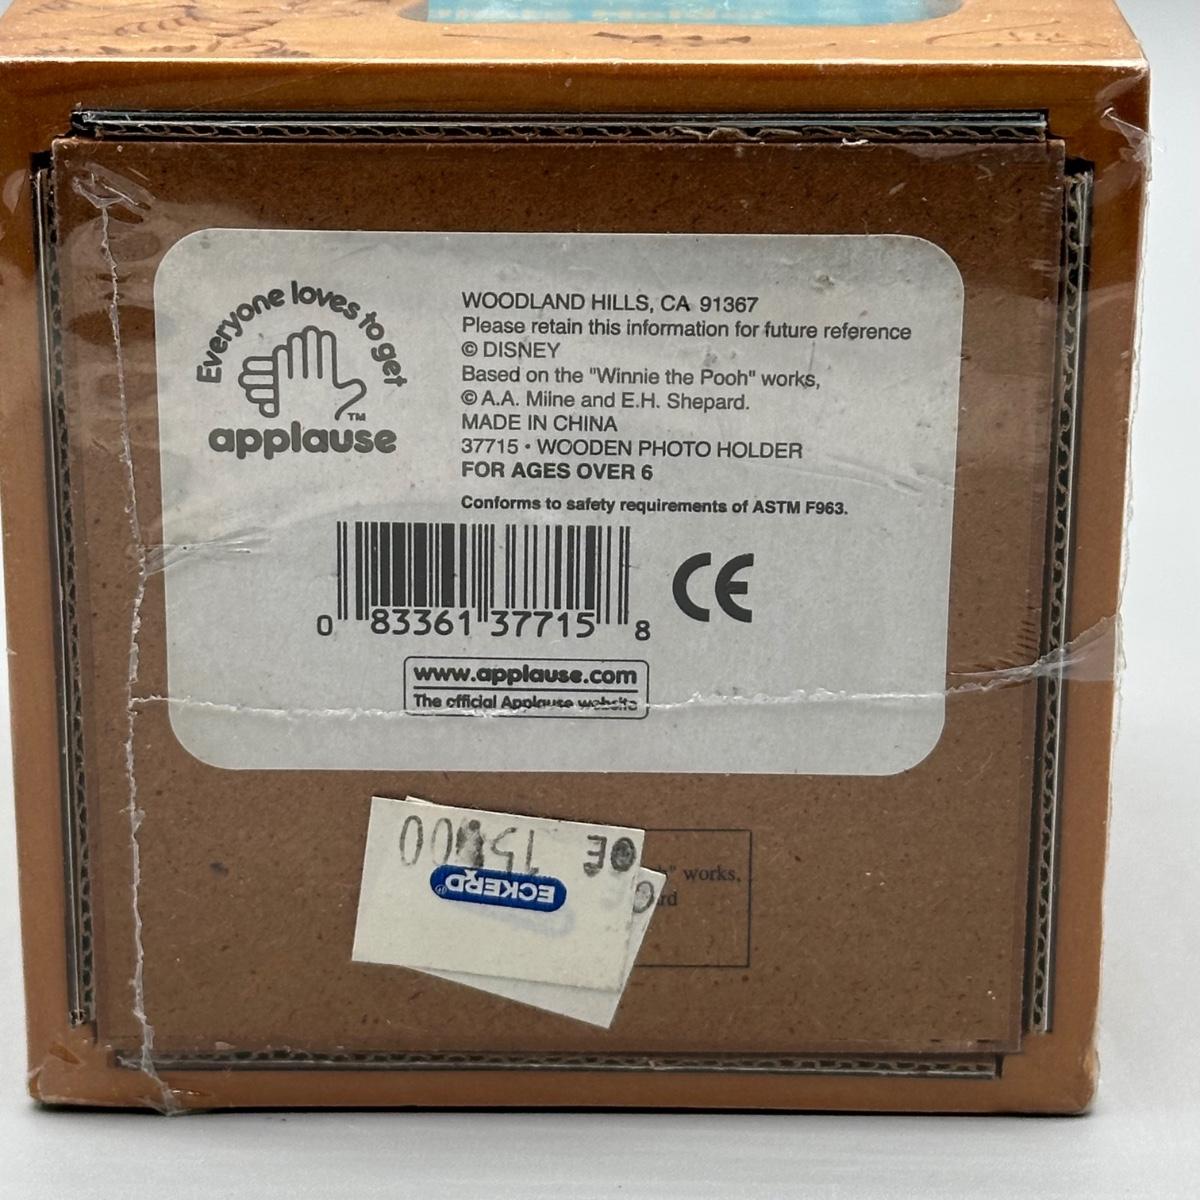 Everyone loves to get
applause
TM
WOODLAND HILLS, CA 91367
Please retain this information for future reference
© DISNEY
Based on the "Winnie the Pooh" works,
© A.A. Milne and E.H. Shepard.
MADE IN CHINA
37715 • WOODEN PHOTO HOLDER
FOR AGES OVER 6
Conforms to safety requirements of ASTM F963.
0 83361 37715 8
CE
www.applause.com
The official Applause website
ECKERD
works,